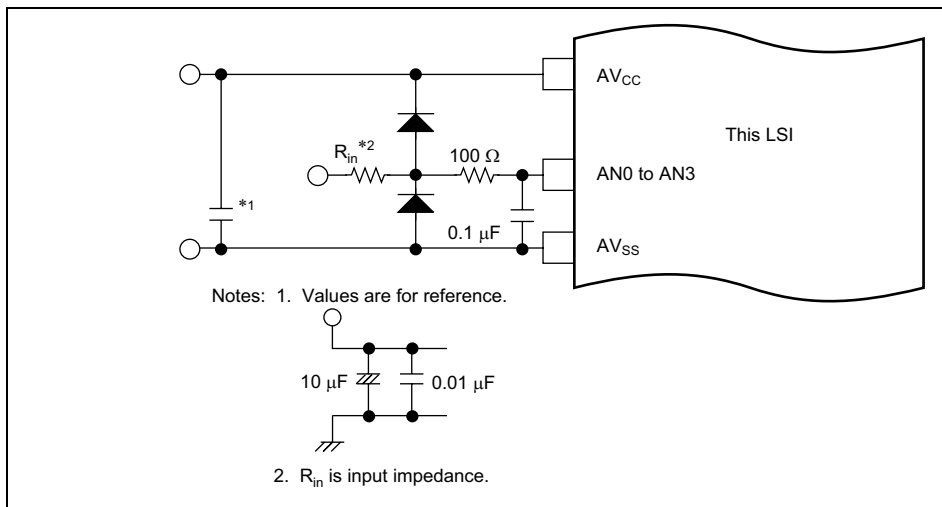 AVCC
This LSI
Rin*2
100 Ω
AN0 to AN3
*1
0.1 μF
AVSS
Notes: 1. Values are for reference.
10 μF
0.01 μF
2. Rin is input impedance.